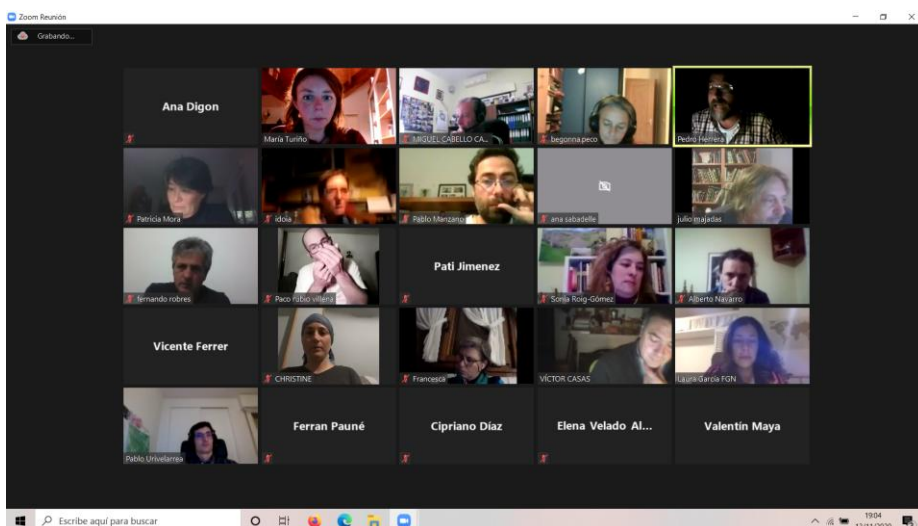 Zoom Reunión
Grabando...
Ana Digon
María Turiño
MIGUEL CABELLO CA...
begonna.peco
Pedro Herrera
Patricia Mora
idoia
Pablo Manzano
ana sabadelle
julio majadas
fernando robres
Paco rubio villena
Pati Jimenez
Sonia Roig-Gómez
Alberto Navarro
Vicente Ferrer
CHRISTINE
Francesca
VÍCTOR CASAS
Laura Garcia FGN
Pablo Urivelarrea
Ferran Pauné
Cipriano Díaz
Elena Velado Al...
Valentín Maya
Escribe aquí para buscar
19:04